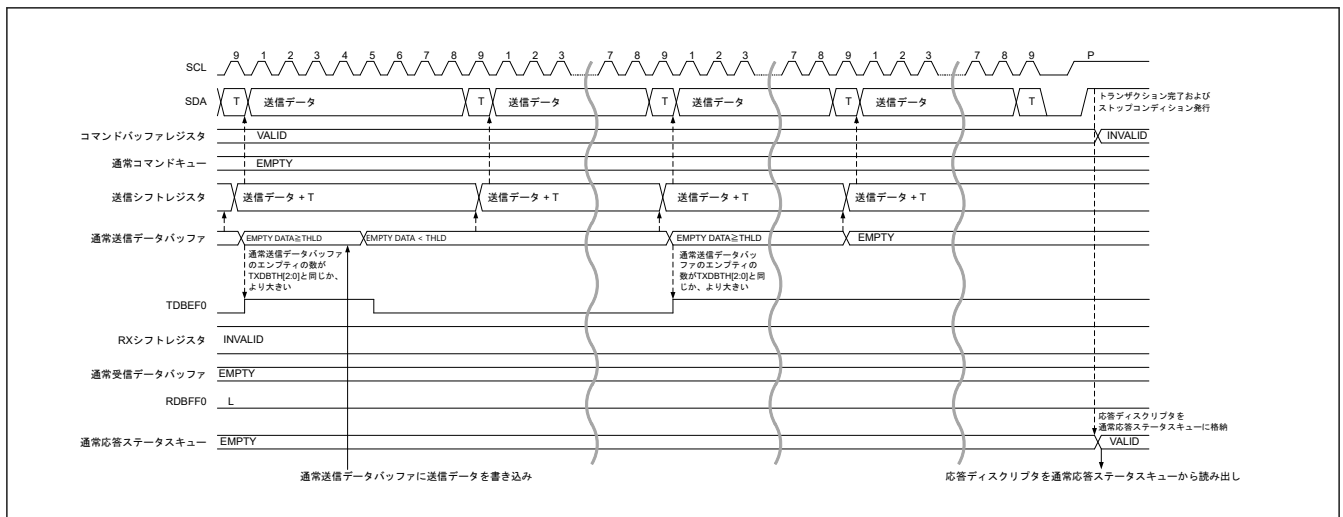 SCL 9 1 2 3 4 5 6 7 8 9 1 2 3 7 8 9 1 2 3 7 8 9 1 2 3 7 8 9 P
SDA T 送信データ T 送信データ T 送信データ T 送信データ T
トランザクション完了および
ストップコンディション発行
コマンドバッファレジスタ VALID INVALID
通常コマンドキュー EMPTY
送信シフトレジスタ 送信データ + T 送信データ + T 送信データ + T 送信データ + T
通常送信データバッファ EMPTY DATA≧THLD EMPTY DATA < THLD EMPTY DATA≧THLD EMPTY
通常送信データバッファ
のエンプティの数が
TXDBTH[2:0]と同じか、
より大きい
通常送信データバッ
ファのエンプティの
数がTXDBTH[2:0]と同
じか、より大きい
TDBEF0
RXシフトレジスタ INVALID
通常受信データバッファ EMPTY
RDBFF0 L
応答ディスクリプタを
通常応答ステータスキューに格納
通常応答ステータスキュー EMPTY VALID
通常送信データバッファに送信データを書き込み
応答ディスクリプタを通常応答ステータスキューから読み出し